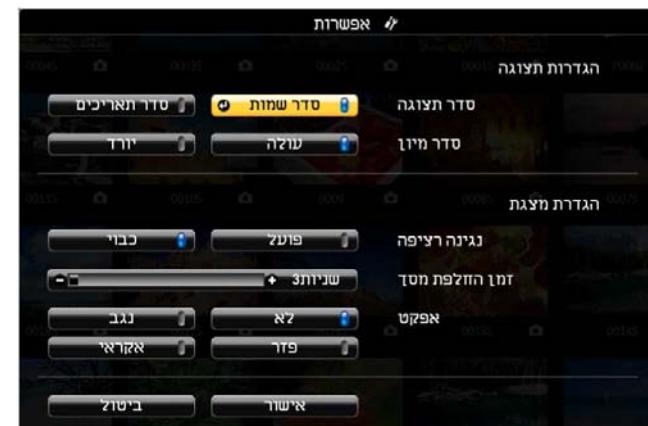 אפשרות
הגדרות תצוגה
סדר תצוגה סדר שמות סדר תאריכים
סדר מיון עולה יורד
הגדרת מצגת
נגינה רציפה פועל כבוי
זמן החלפת מסך שניות3
אפקט לא נגב
פזר אקראי
אישור ביטול